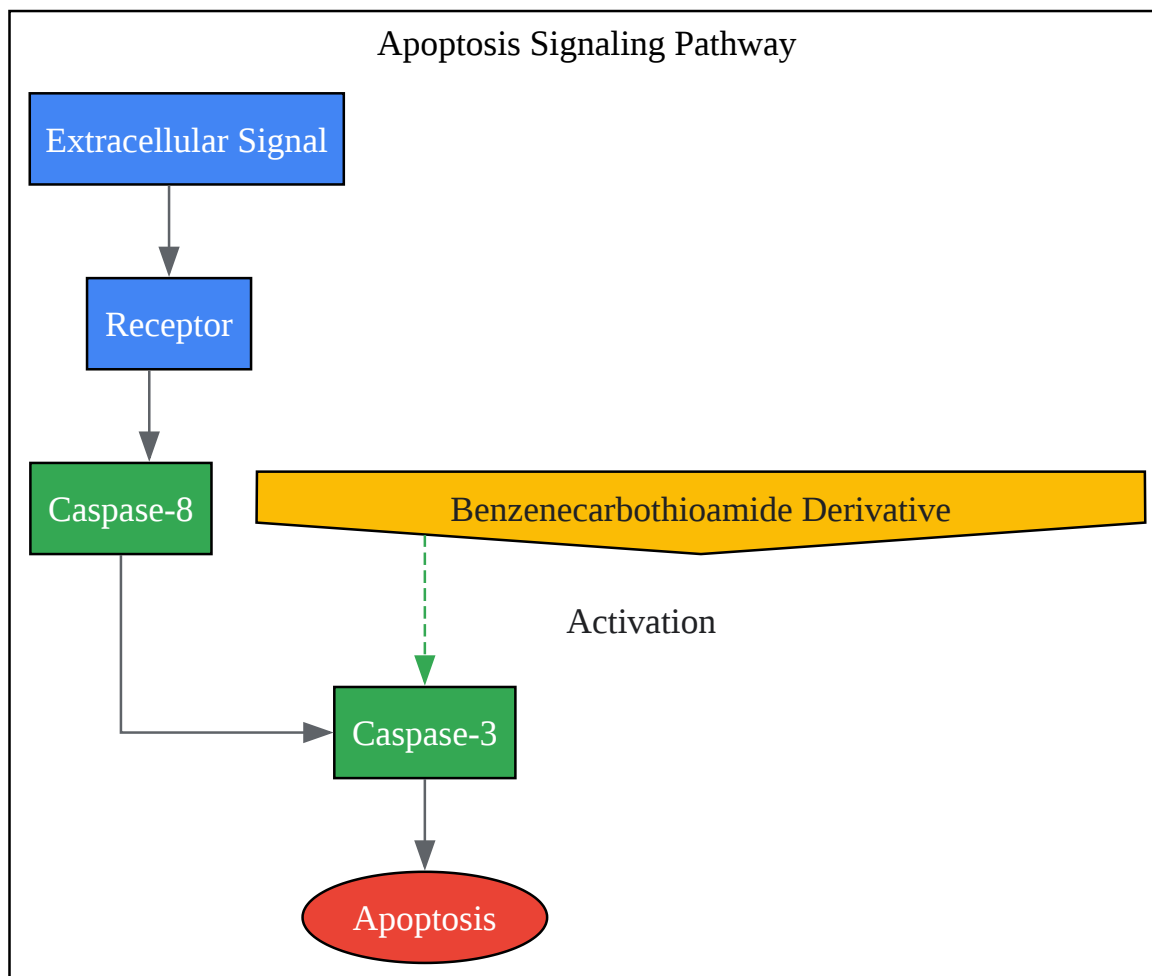 Apoptosis Signaling Pathway
Extracellular Signal
Receptor
Caspase-8
Benzenecarbothioamide Derivative
Activation
Caspase-3
Apoptosis